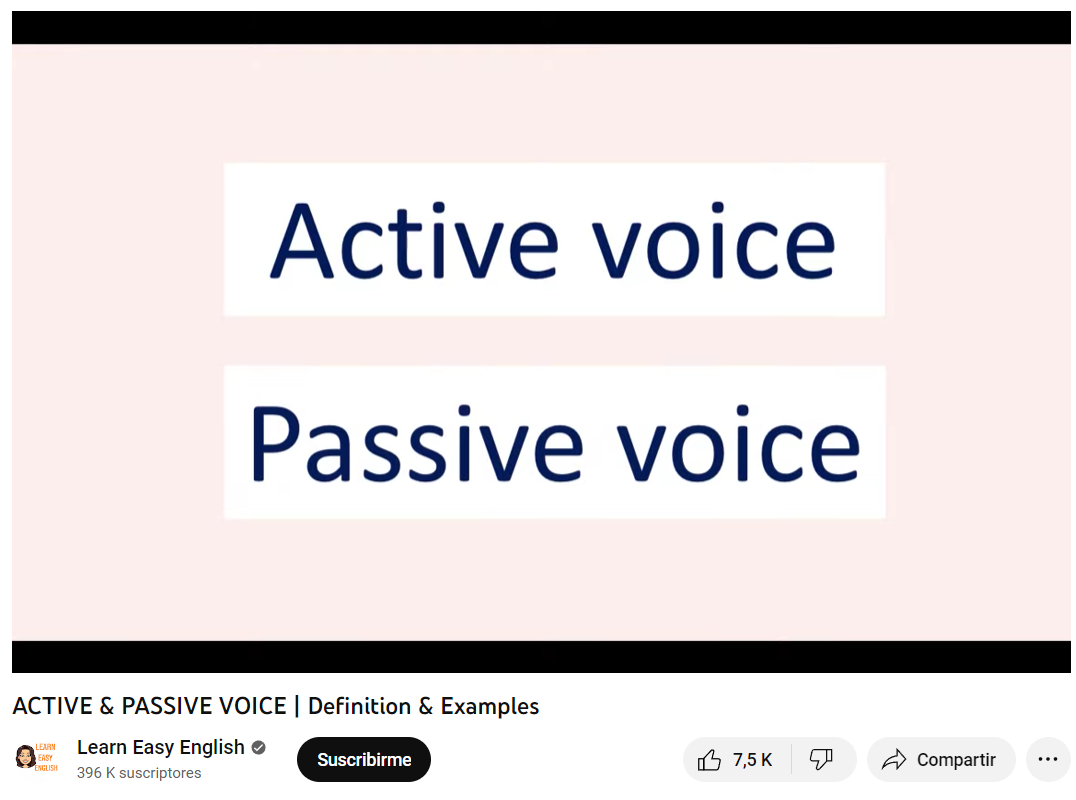 Active voice
Passive voice
ACTIVE & PASSIVE VOICE | Definition & Examples
LEARN
EASY
ENGLISH
Learn Easy English
396 K suscriptores
Suscribirme
7,5 K
Compartir